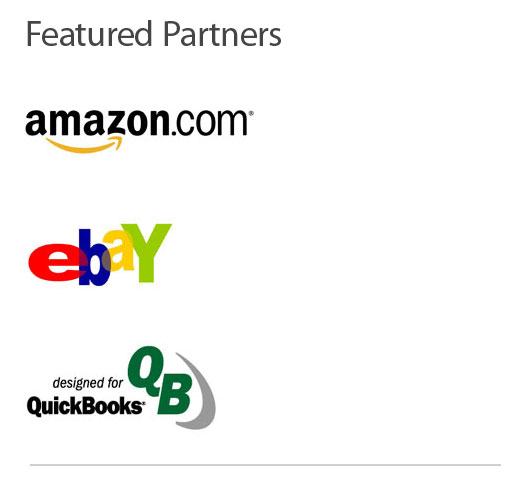 Featured Partners
amazon.com®
ebaY
designed for
QuickBooks®
QB